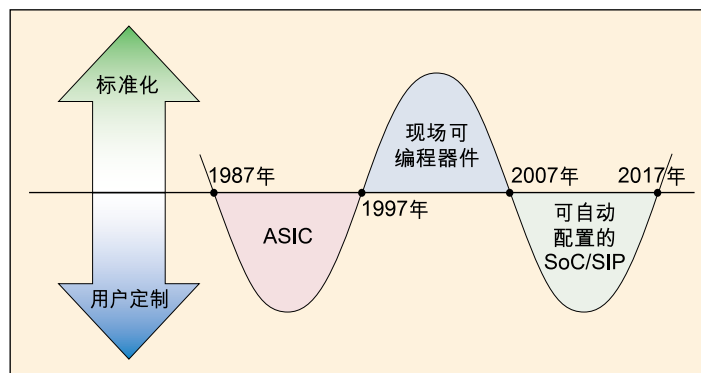 标准化
用户定制
1987年
ASIC
1997年
现场可
编程器件
2007年
可自动
配置的
SoC/SIP
2017年